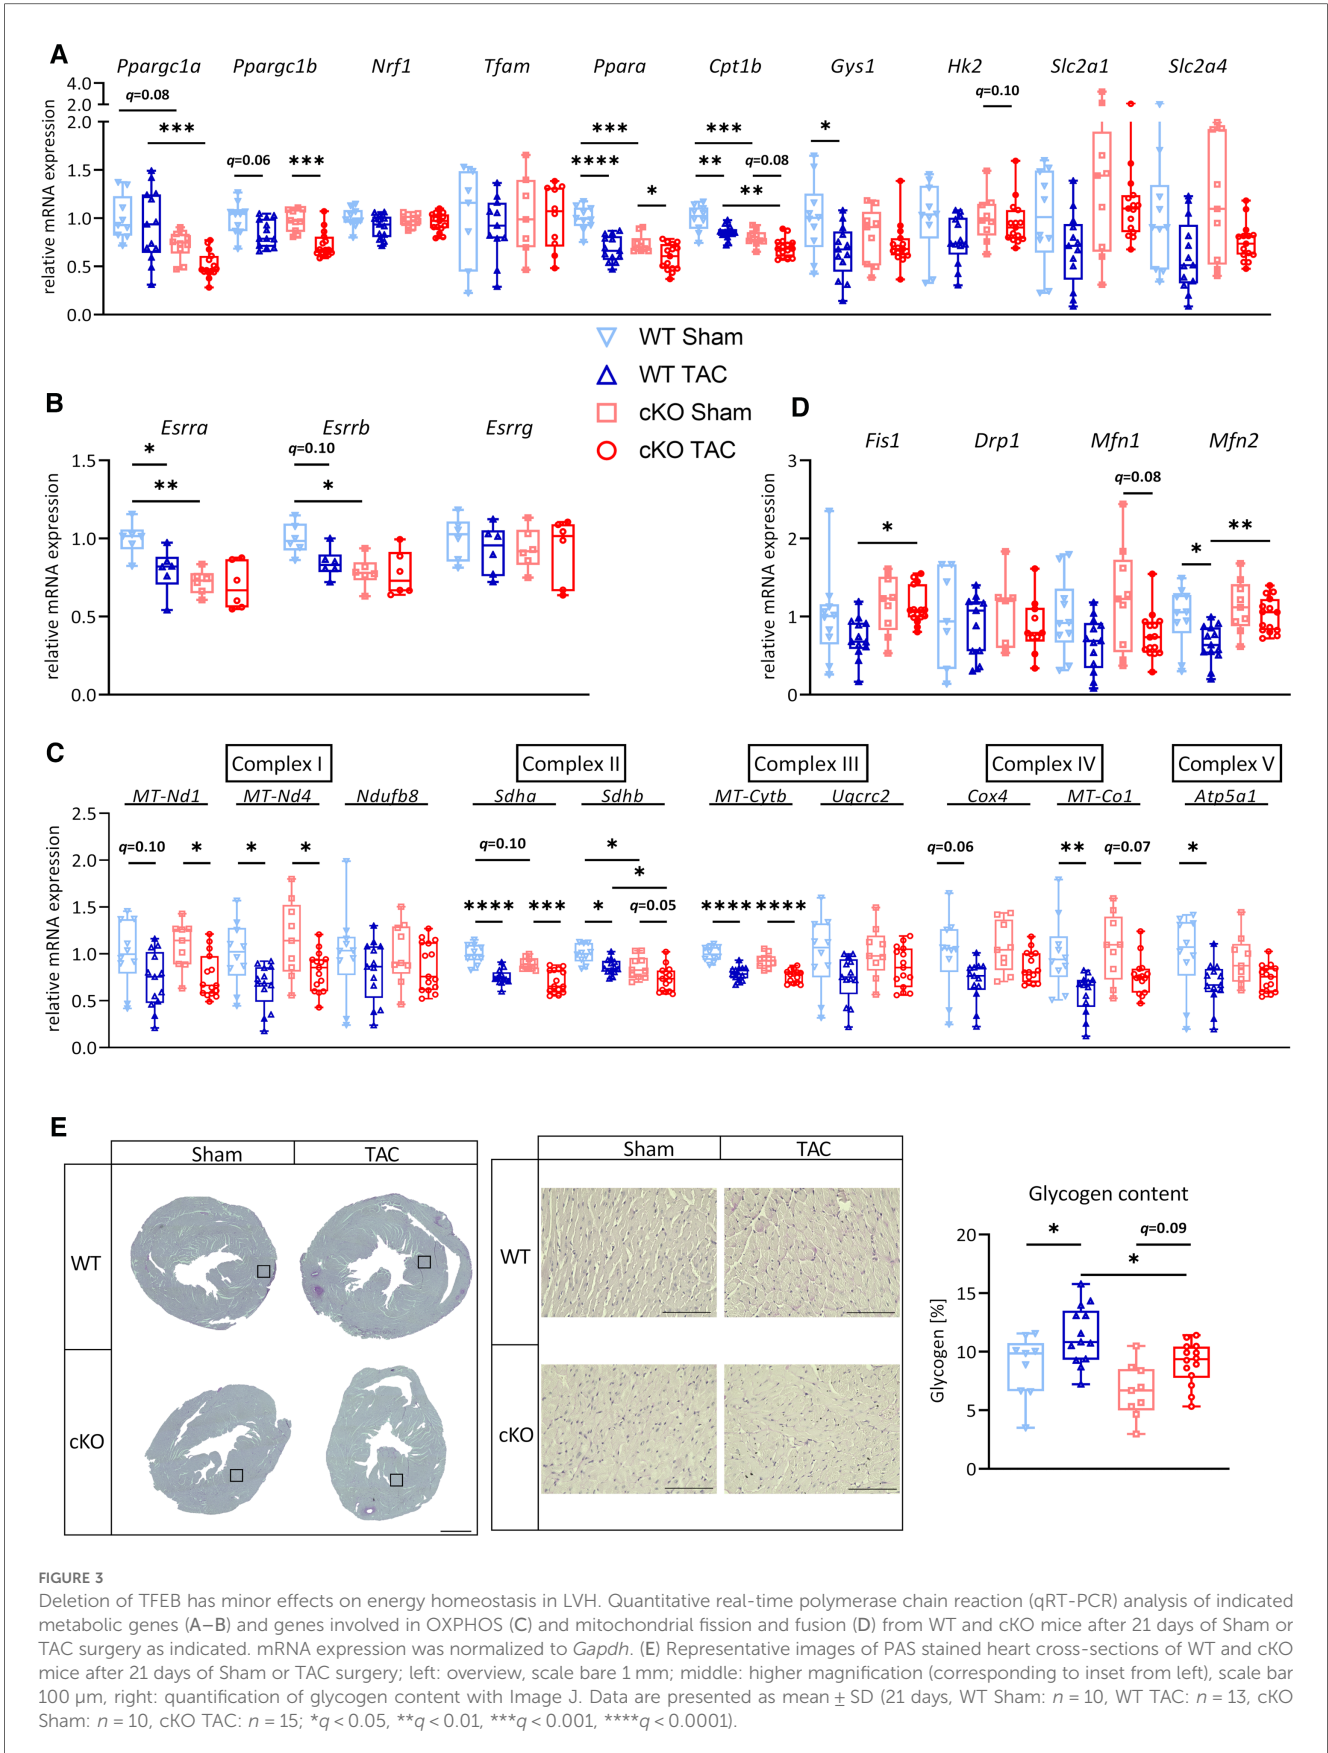 A
Ppargc1a Ppargc1b Nrf1 Tfam Ppara Cpt1b Gys1 Hk2 Slc2a1 Slc2a4
relative mRNA expression
4.0
2.0
2.0
1.5
1.0
0.5
0.0
q=0.08
***
q=0.06
***
***
****
*
***
**
q=0.08
**
*
q=0.10
WT Sham
WT TAC
cKO Sham
cKO TAC
B
Esrra Esrrb Esrrg
relative mRNA expression
1.5
1.0
0.5
0.0
*
**
q=0.10
*
D
Fis1 Drp1 Mfn1 Mfn2
relative mRNA expression
3
2
1
0
*
q=0.08
*
**
C
Complex I Complex II Complex III Complex IV Complex V
MT-Nd1 MT-Nd4 Ndufb8 Sdha Sdhb MT-Cytb Uqcrc2 Cox4 MT-Co1 Atp5a1
relative mRNA expression
2.5
2.0
1.5
1.0
0.5
0.0
q=0.10
*
*
*
q=0.10
****
***
*
*
*
q=0.05
****
****
q=0.06
**
q=0.07
*
E
Sham TAC
WT
cKO
Sham TAC
WT
cKO
Glycogen content
Glycogen [%]
20
15
10
5
0
*
q=0.09
*
FIGURE 3
Deletion of TFEB has minor effects on energy homeostasis in LVH. Quantitative real-time polymerase chain reaction (qRT-PCR) analysis of indicated
metabolic genes (A–B) and genes involved in OXPHOS (C) and mitochondrial fission and fusion (D) from WT and cKO mice after 21 days of Sham or
TAC surgery as indicated. mRNA expression was normalized to Gapdh. (E) Representative images of PAS stained heart cross-sections of WT and cKO
mice after 21 days of Sham or TAC surgery; left: overview, scale bare 1 mm; middle: higher magnification (corresponding to inset from left), scale bar
100 µm, right: quantification of glycogen content with Image J. Data are presented as mean ± SD (21 days, WT Sham: n = 10, WT TAC: n = 13, cKO
Sham: n = 10, cKO TAC: n = 15; *q < 0.05, **q < 0.01, ***q < 0.001, ****q < 0.0001).